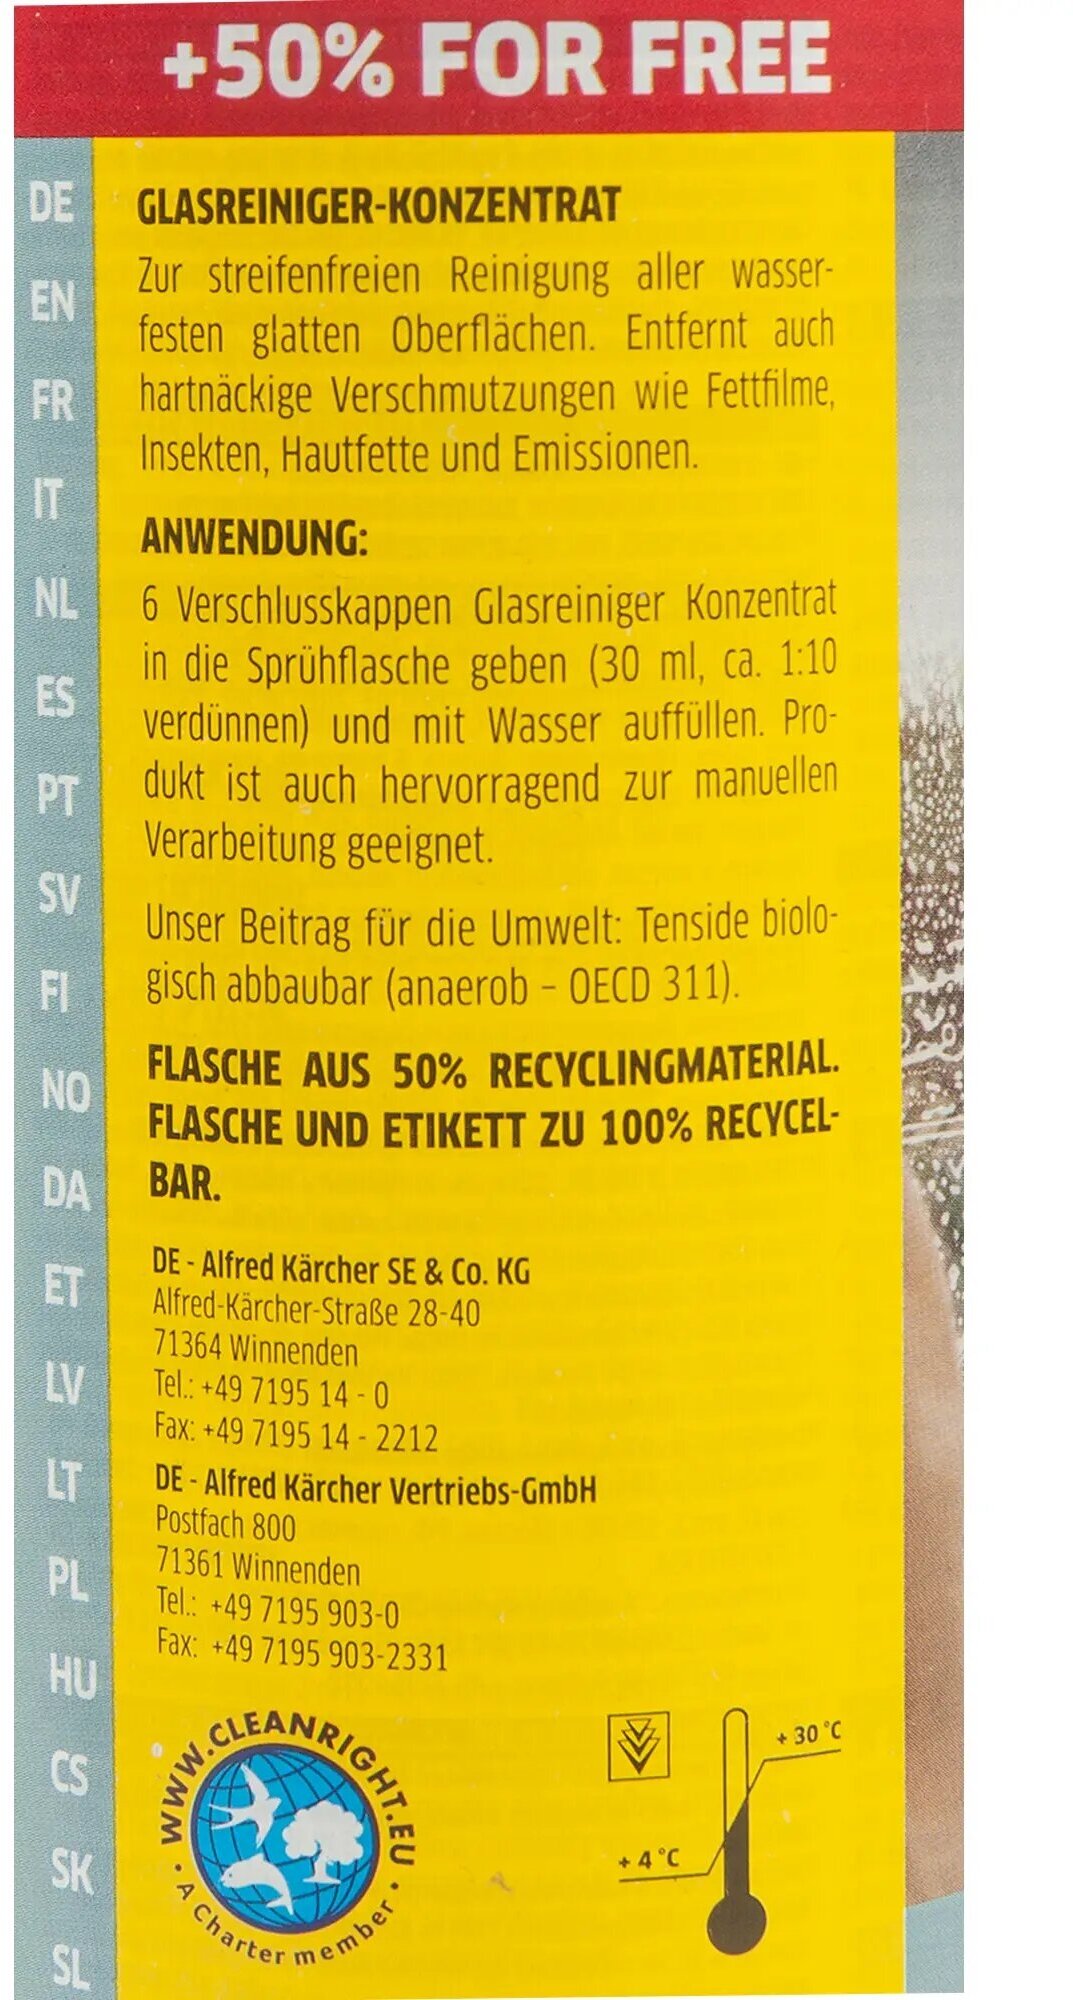 +50% FOR FREE
DE
EN
FR
IT
NL
ES
PT
SV
FI
NO
DA
ET
LV
LT
PL
HU
CS
SK
SL
GLASREINIGER-KONZENTRAT
Zur streifenfreien Reinigung aller wasser-
festen glatten Oberflächen. Entfernt auch
hartnäckige Verschmutzungen wie Fettfilme,
Insekten, Hautfette und Emissionen.
ANWENDUNG:
6 Verschlusskappen Glasreiniger Konzentrat
in die Sprühflasche geben (30 ml, ca. 1:10
verdünnen) und mit Wasser auffüllen. Pro-
dukt ist auch hervorragend zur manuellen
Verarbeitung geeignet.
Unser Beitrag für die Umwelt: Tenside biolo-
gisch abbaubar (anaerob – OECD 311).
FLASCHE AUS 50% RECYCLINGMATERIAL.
FLASCHE UND ETIKETT ZU 100% RECYCEL-
BAR.
DE - Alfred Kärcher SE & Co. KG
Alfred-Kärcher-Straße 28-40
71364 Winnenden
Tel.: +49 7195 14 - 0
Fax: +49 7195 14 - 2212
DE - Alfred Kärcher Vertriebs-GmbH
Postfach 800
71361 Winnenden
Tel.: +49 7195 903-0
Fax: +49 7195 903-2331
WWW.CLEANRIGHT.EU
• A Charter member •
+ 30 °C
+ 4 °C